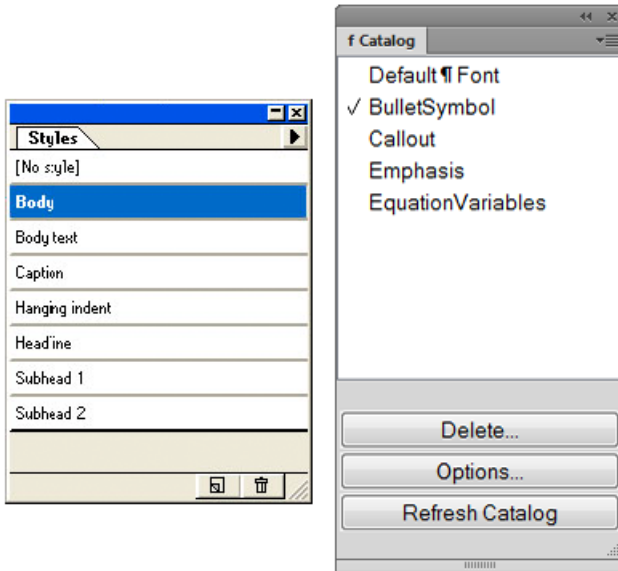 Styles
[No style]
Body
Body text
Caption
Hanging indent
Headline
Subhead 1
Subhead 2
f Catalog
Default ¶ Font
✓ BulletSymbol
Callout
Emphasis
EquationVariables
Delete...
Options...
Refresh Catalog